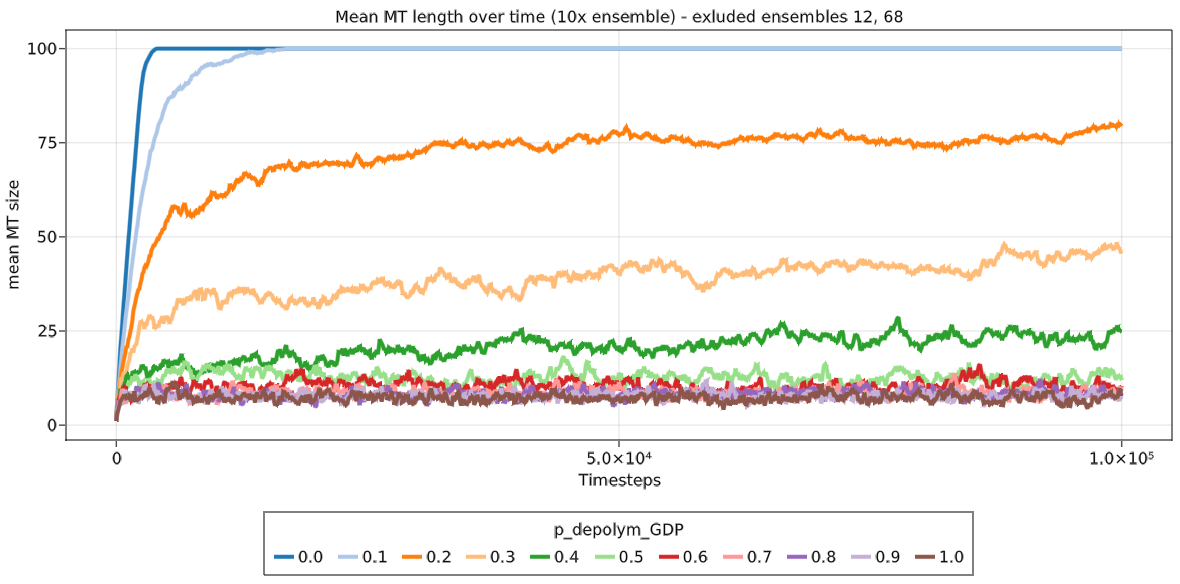 Mean MT length over time (10x ensemble) - exluded ensembles 12, 68
mean MT size
100
75
50
25
0
0 5.0×10⁴ 1.0×10⁵
Timesteps
p_depolym_GDP
0.0 0.1 0.2 0.3 0.4 0.5 0.6 0.7 0.8 0.9 1.0